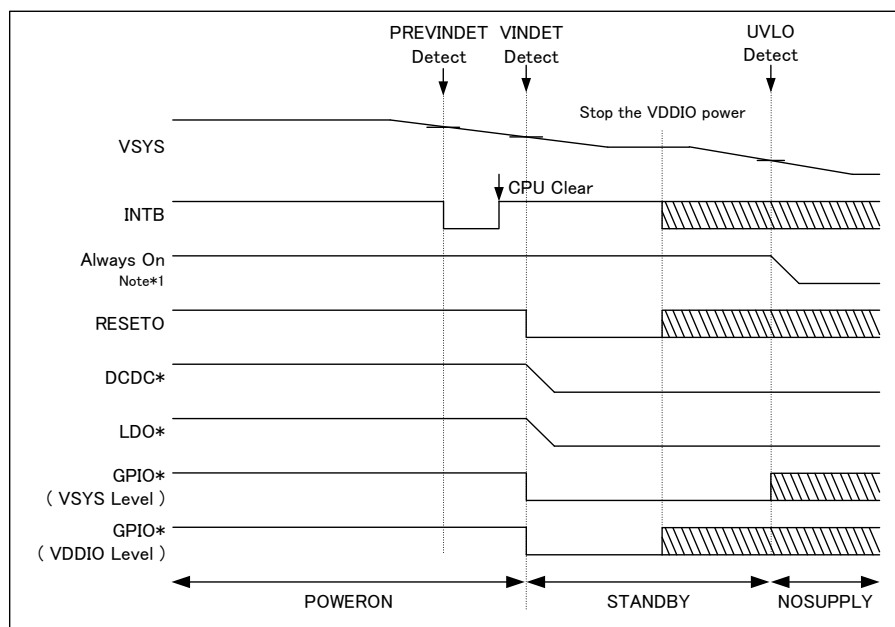 PREVINDET
Detect
VINDET
Detect
UVLO
Detect
Stop the VDDIO power
VSYS
CPU Clear
INTB
Always On
Note*1
RESETO
DCDC*
LDO*
GPIO*
( VSYS Level )
GPIO*
( VDDIO Level )
POWERON
STANDBY
NOSUPPLY